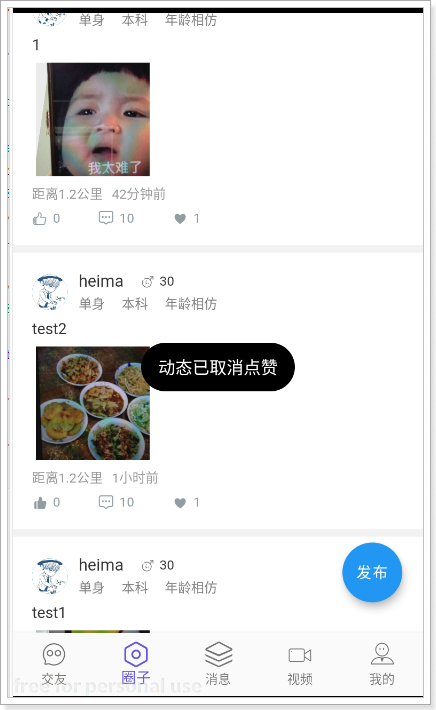 单身 本科 年龄相仿
1
我太难了
距离1.2公里 42分钟前
0 10 1
heima 30
单身 本科 年龄相仿
test2
动态已取消点赞
距离1.2公里 1小时前
0 10 1
heima 30
单身 本科 年龄相仿
发布
test1
交友 圈子 消息 视频 我的
free for personal use